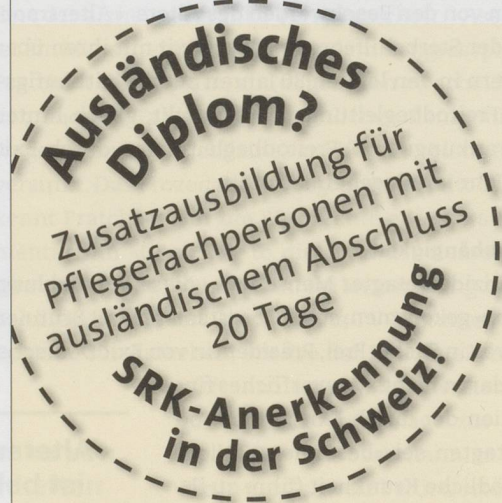 Ausländisches
Diplom?
Zusatzausbildung für
Pflegefachpersonen mit
ausländischem Abschluss
20 Tage
SRK-Anerkennung
in der Schweiz!